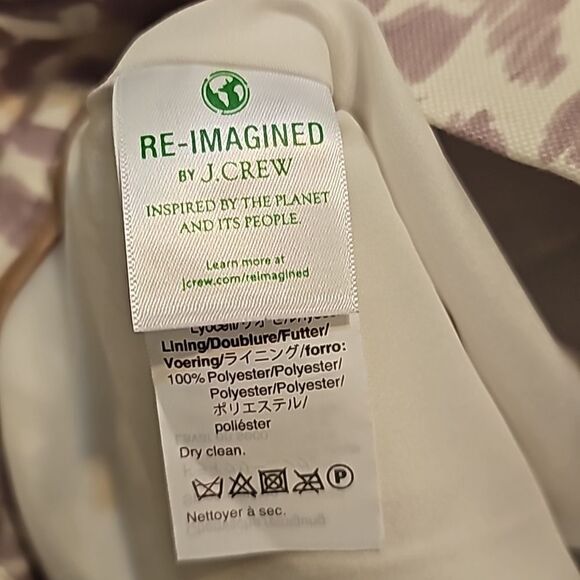 RE-IMAGINED
BY J.CREW
INSPIRED BY THE PLANET
AND ITS PEOPLE.
Learn more at
jcrew.com/reimagined
Lining/Doublure/Futter/
Voering/ライニング/forro:
100% Polyester/Polyester/
Polyester/Polyester/
ポリエステル/
poliéster
Dry clean.
P
Nettoyer à sec.